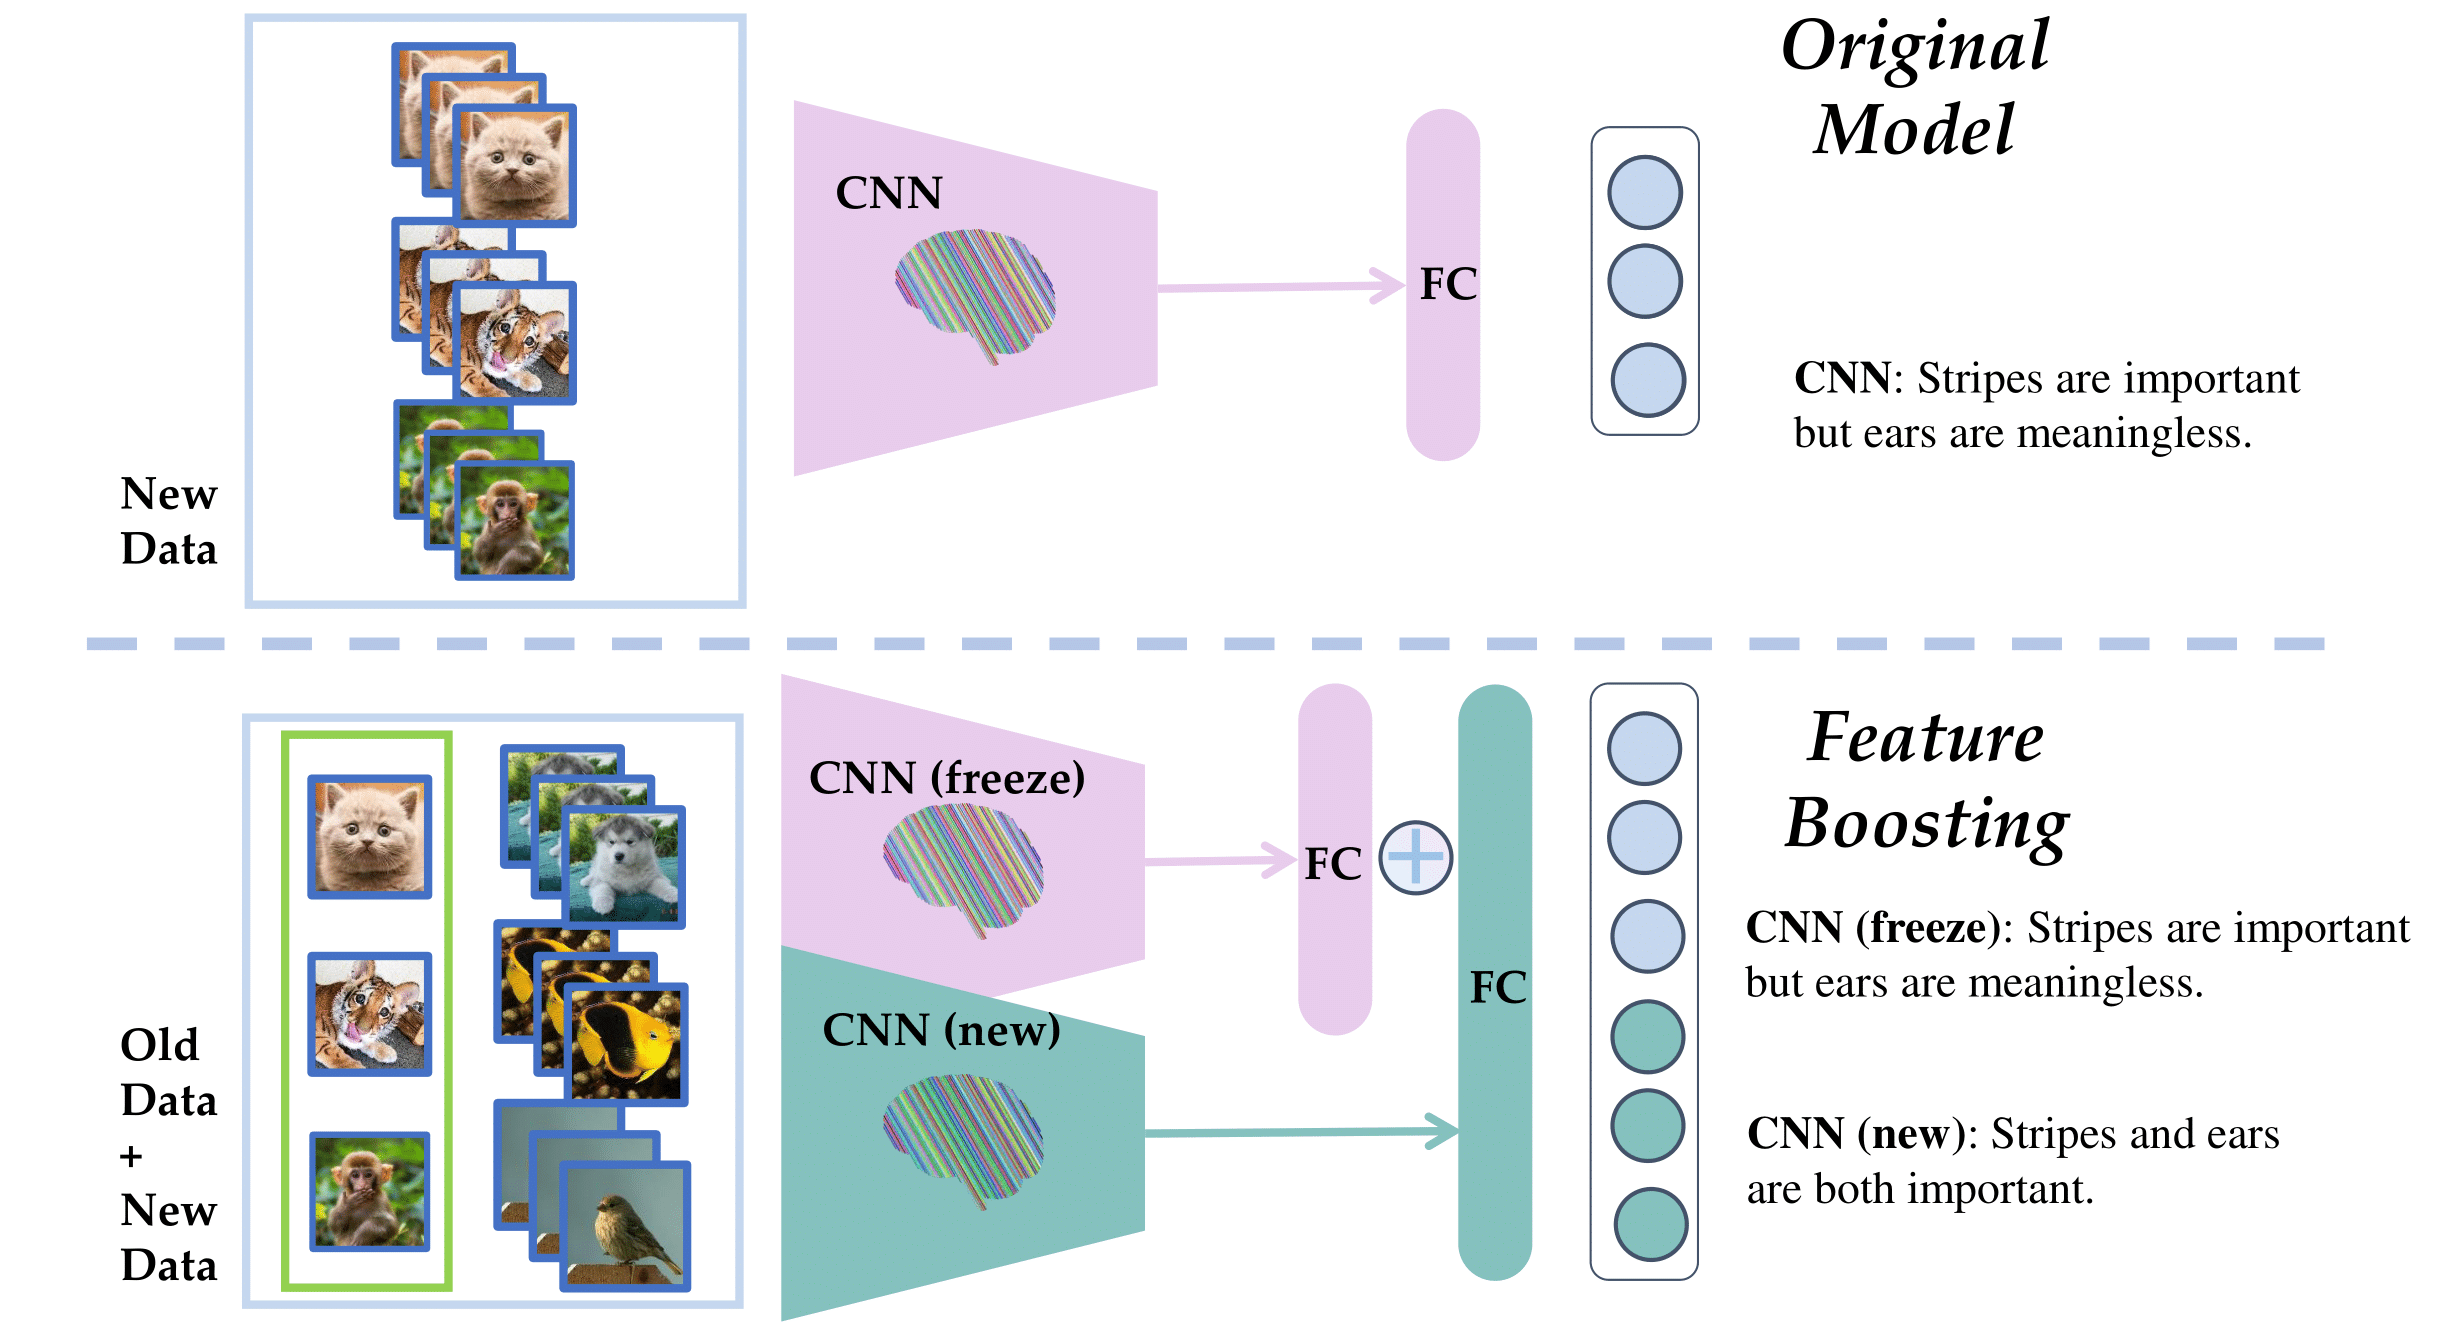 Original
Model
CNN
FC
CNN: Stripes are important
but ears are meaningless.
New
Data
Feature
Boosting
CNN (freeze)
FC
CNN (freeze): Stripes are important
but ears are meaningless.
FC
CNN (new)
Old
Data
+
New
Data
CNN (new): Stripes and ears
are both important.